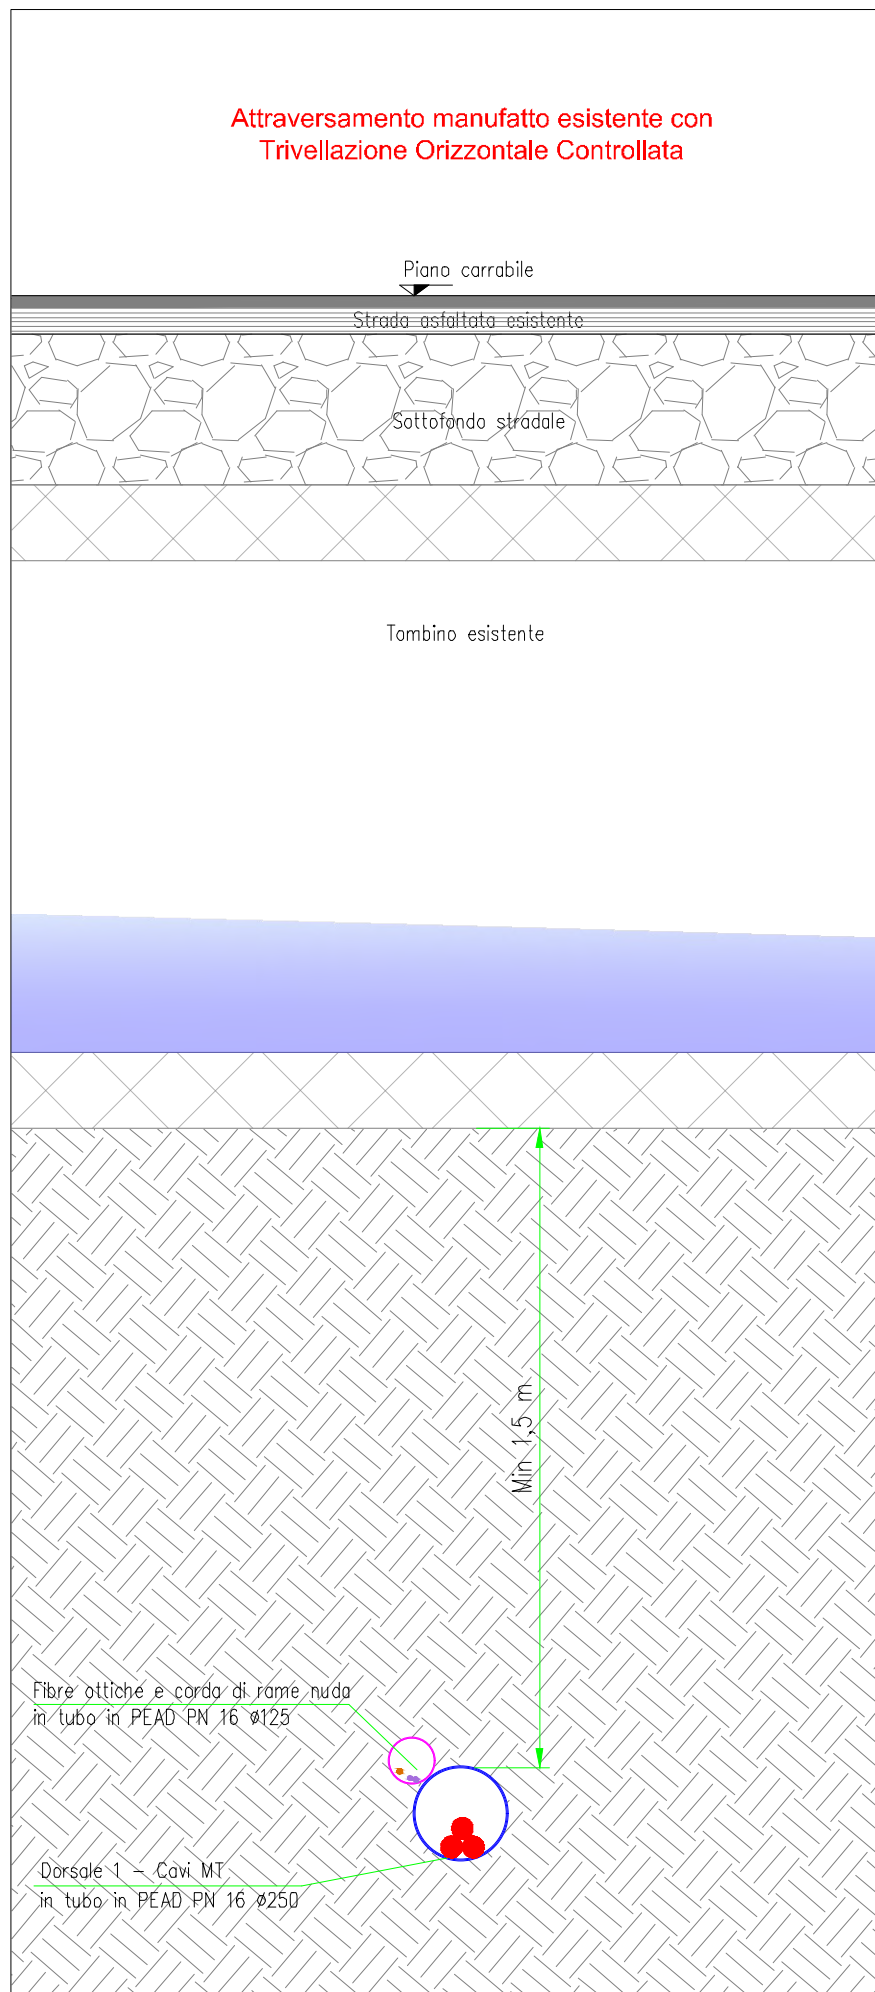 Attraversamento manufatto esistente con
Trivellazione Orizzontale Controllata
Piano carrabile
Strada asfaltata esistente
Sottofondo stradale
Tombino esistente
Min 1,5 m
Fibre ottiche e corda di rame nuda
in tubo in PEAD PN 16 Ø125
Dorsale 1 - Cavi MT
in tubo in PEAD PN 16 Ø250